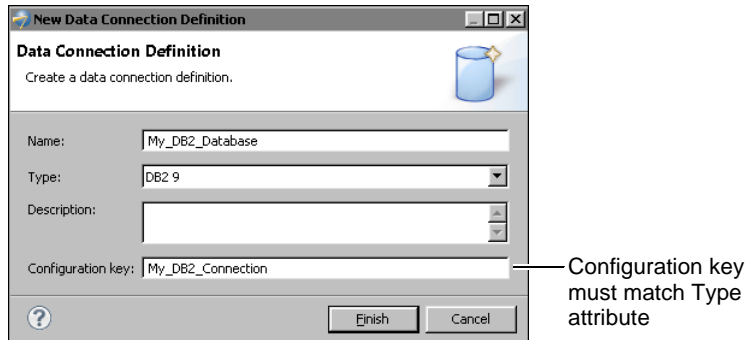 New Data Connection Definition
Data Connection Definition
Create a data connection definition.
Name: My_DB2_Database
Type: DB2 9
Description:
Configuration key: My_DB2_Connection
Configuration key
must match Type
attribute
? Finish Cancel